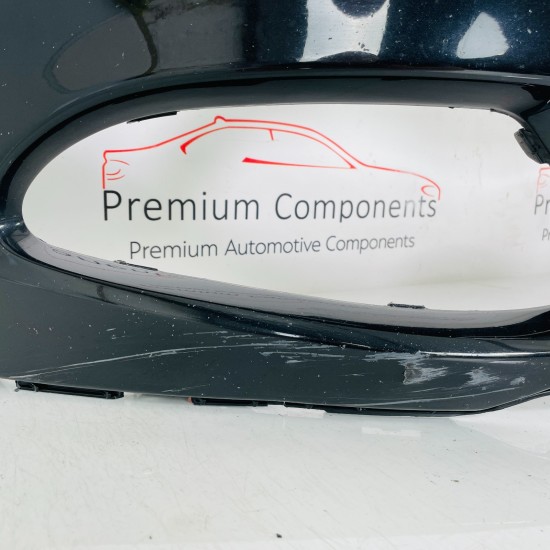 Premium Components
Premium Automotive Components
P
P